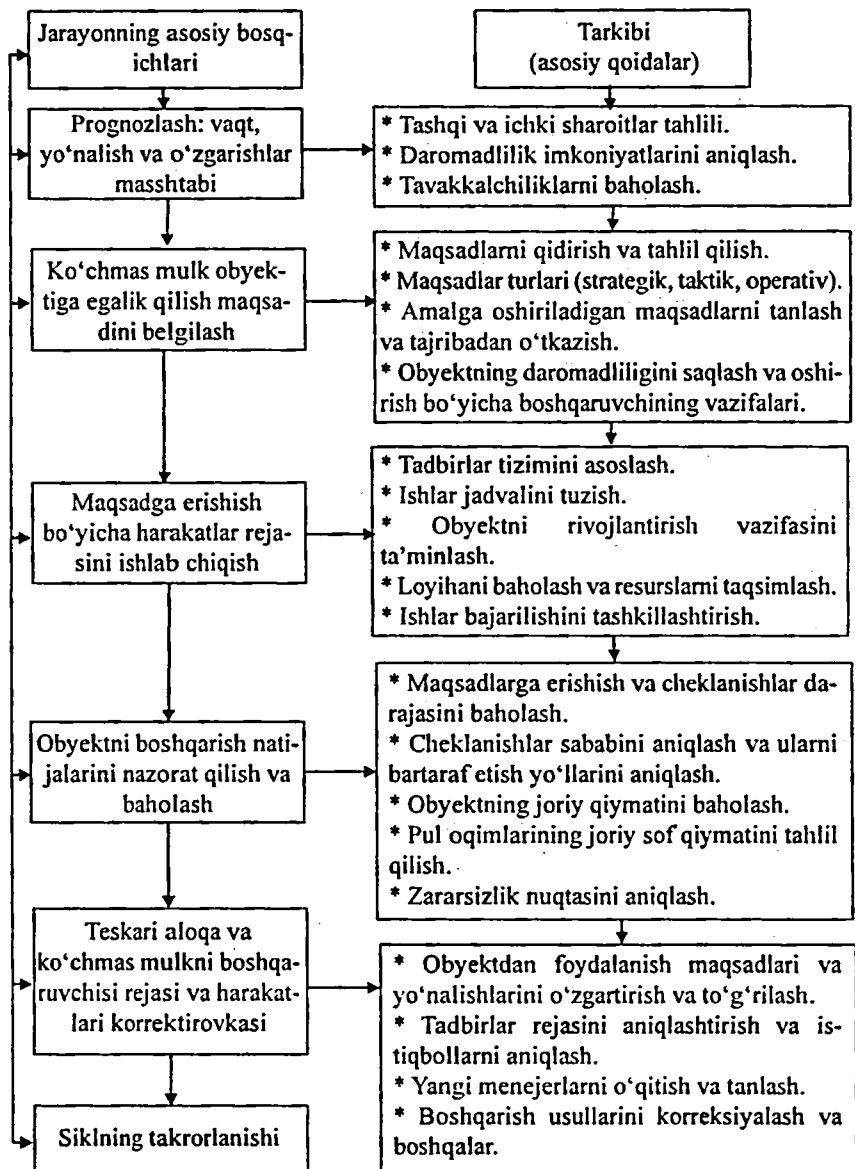 Jarayonning asosiy bosq-
ichlari
Tarkibi
(asosiy qoidalar)
Prognozlash: vaqt,
yo‘nalish va o‘zgarishlar
masshtabi
* Tashqi va ichki sharoitlar tahlili.
* Daromadlilik imkoniyatlarini aniqlash.
* Tavakkalchiliklarni baholash.
Ko‘chmas mulk obyek-
tiga egalik qilish maqsa-
dini belgilash
* Maqsadlarni qidirish va tahlil qilish.
* Maqsadlar turlari (strategik, taktik, operativ).
* Amalga oshiriladigan maqsadlarni tanlash
va tajribadan o‘tkazish.
* Obyektning daromadliligini saqlash va oshi-
rish bo‘yicha boshqaruvchining vazifalari.
Maqsadga erishish
bo‘yicha harakatlar reja-
sini ishlab chiqish
* Tadbirlar tizimini asoslash.
* Ishlar jadvalini tuzish.
* Obyektni rivojlantirish vazifasini
ta’minlash.
* Loyihani baholash va resurslarni taqsimlash.
* Ishlar bajarilishini tashkillashtirish.
Obyektni boshqarish nati-
jalarini nazorat qilish va
baholash
* Maqsadlarga erishish va cheklanishlar da-
rajasini baholash.
* Cheklanishlar sababini aniqlash va ularni
bartaraf etish yo‘llarini aniqlash.
* Obyektning joriy qiymatini baholash.
* Pul oqimlarining joriy sof qiymatini tahlil
qilish.
* Zararsizlik nuqtasini aniqlash.
Teskari aloqa va
ko‘chmas mulkni boshqa-
ruvchisi rejasi va harakat-
lari korrektirovkasi
* Obyektdan foydalanish maqsadlari va
yo‘nalishlarini o‘zgartirish va to‘g‘rilash.
* Tadbirlar rejasini aniqlashtirish va is-
tiqbollarni aniqlash.
* Yangi menejerlarni o‘qitish va tanlash.
* Boshqarish usullarini korreksiyalash va
boshqalar.
Siklning takrorlanishi